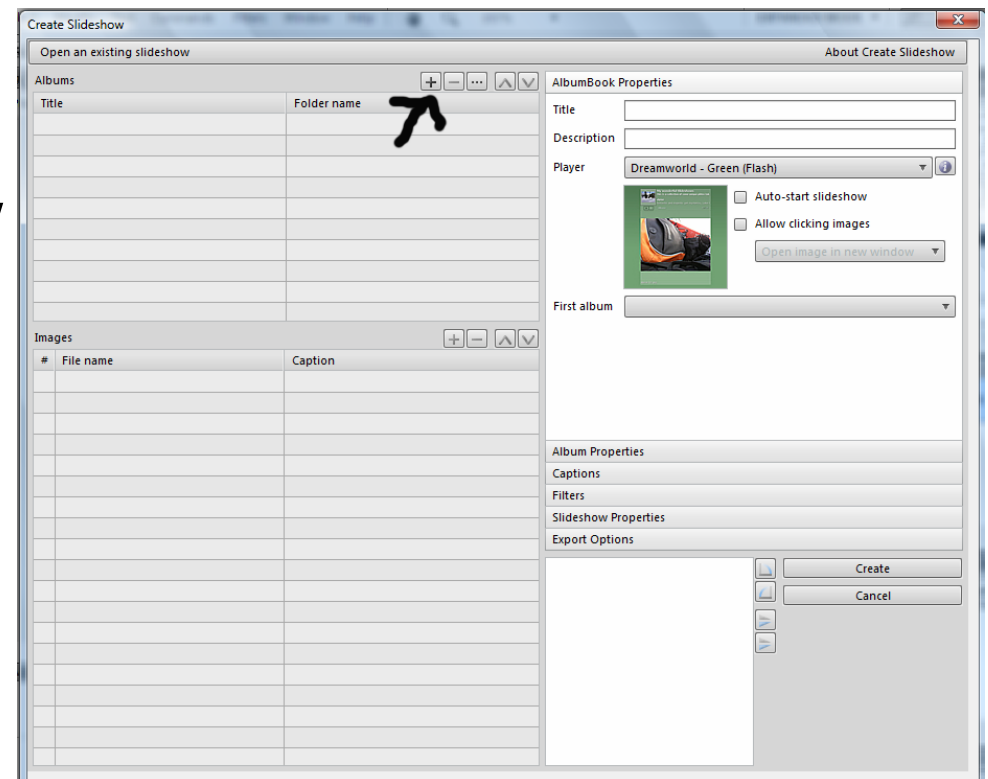 Create Slideshow
Open an existing slideshow About Create Slideshow
Albums
Title Folder name
AlbumBook Properties
Title
Description
Player Dreamworld - Green (Flash)
Auto-start slideshow
Allow clicking images
Open image in new window
First album
Images
# File name Caption
Album Properties
Captions
Filters
Slideshow Properties
Export Options
Create
Cancel